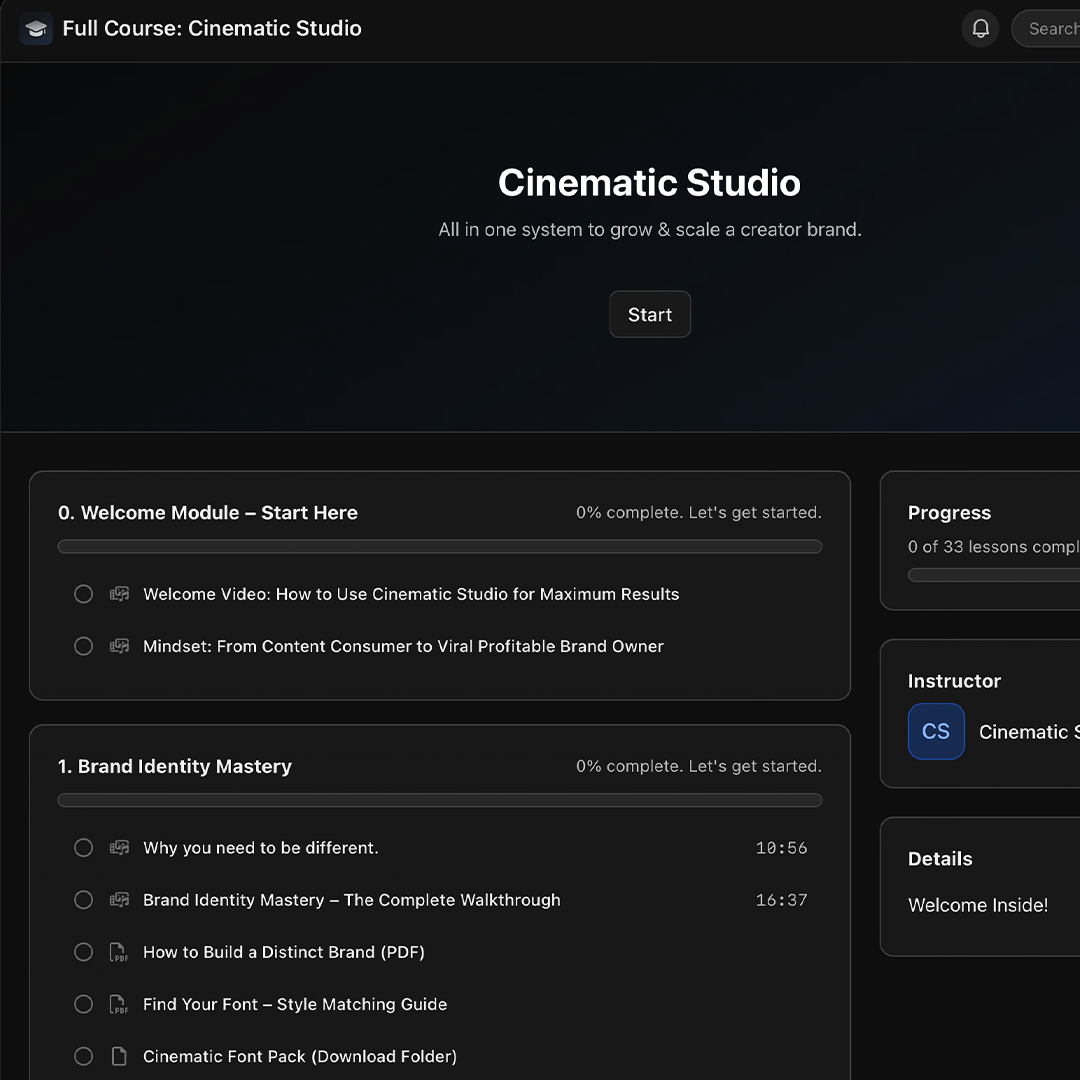 Full Course: Cinematic Studio
Search
Cinematic Studio
All in one system to grow & scale a creator brand.
Start
0. Welcome Module – Start Here
0% complete. Let's get started.
Welcome Video: How to Use Cinematic Studio for Maximum Results
Mindset: From Content Consumer to Viral Profitable Brand Owner
1. Brand Identity Mastery
0% complete. Let's get started.
Why you need to be different.
10:56
Brand Identity Mastery – The Complete Walkthrough
16:37
PDF
How to Build a Distinct Brand (PDF)
PDF
Find Your Font – Style Matching Guide
Cinematic Font Pack (Download Folder)
Progress
0 of 33 lessons compl
Instructor
CS
Cinematic S
Details
Welcome Inside!